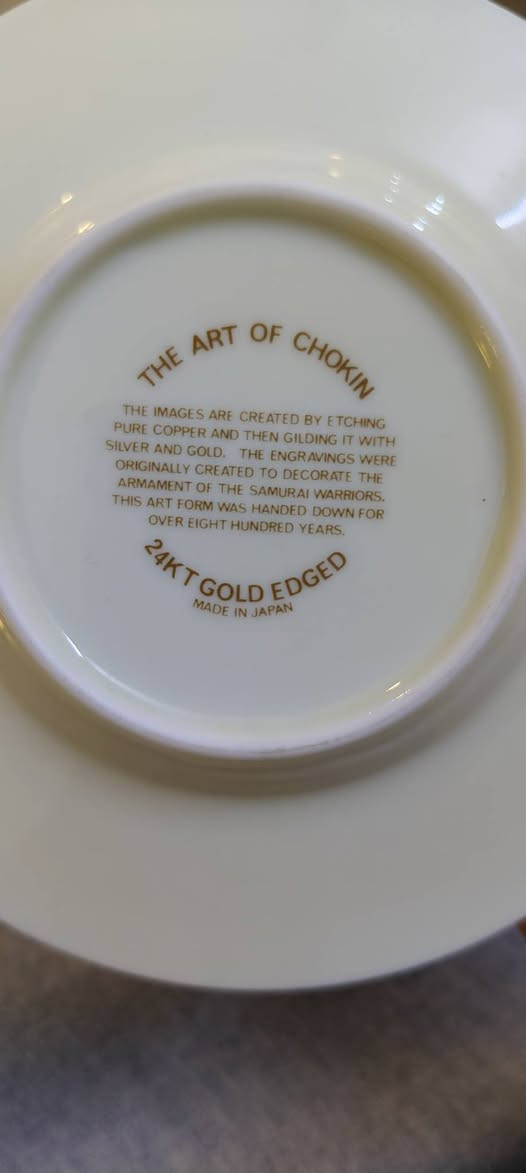 THE ART OF CHOKIN
THE IMAGES ARE CREATED BY ETCHING
PURE COPPER AND THEN GILDING IT WITH
SILVER AND GOLD. THE ENGRAVINGS WERE
ORIGINALLY CREATED TO DECORATE THE
ARMAMENT OF THE SAMURAI WARRIORS.
THIS ART FORM WAS HANDED DOWN FOR
OVER EIGHT HUNDRED YEARS.
24KT GOLD EDGED
MADE IN JAPAN